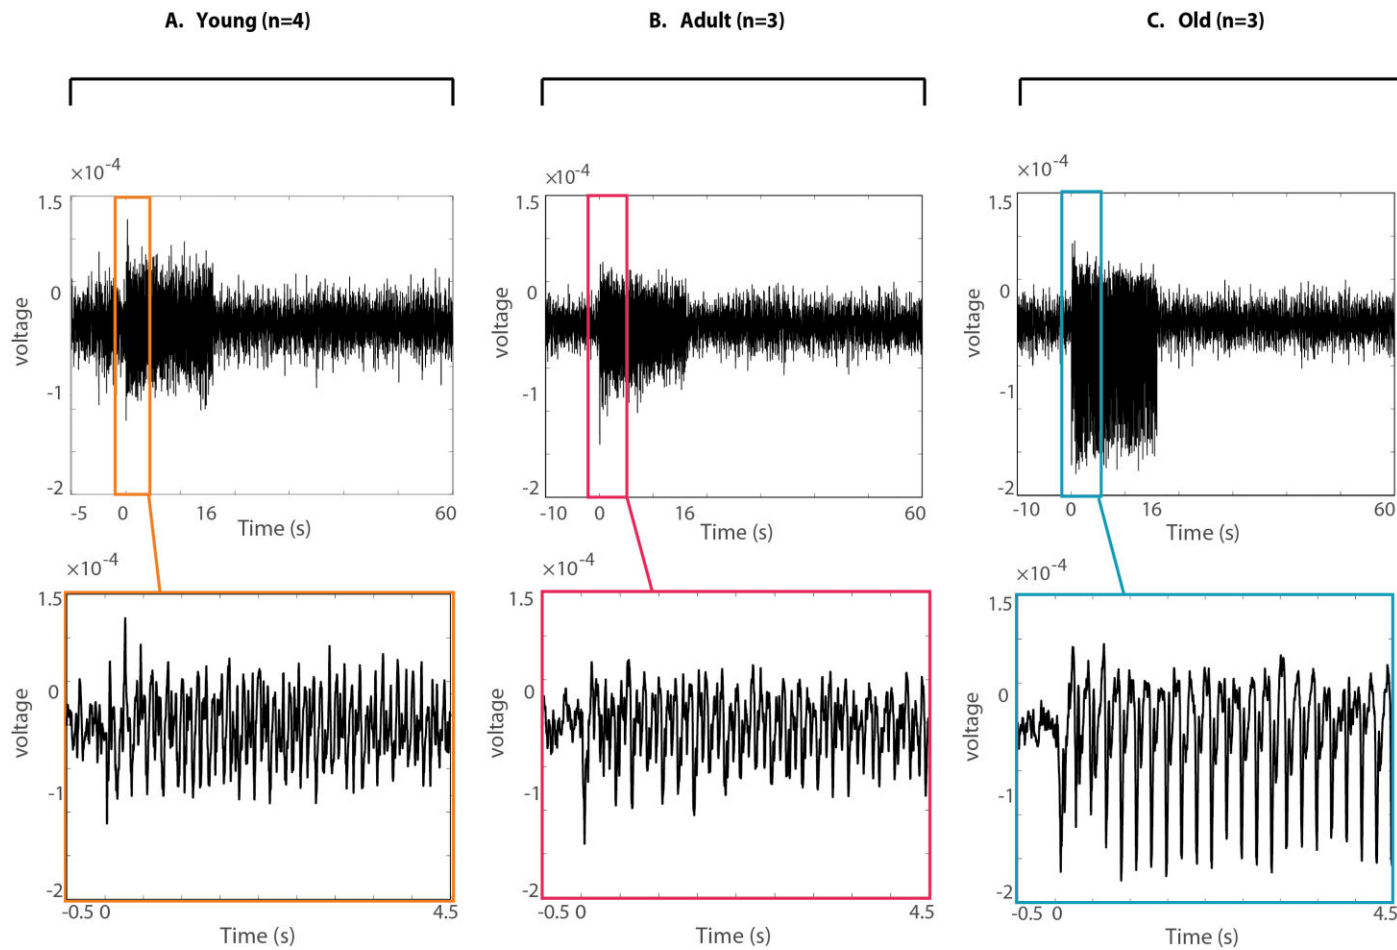 A. Young (n=4)
B. Adult (n=3)
C. Old (n=3)
×10-4
1.5
0
-1
-2
voltage
-5 0 16 60
Time (s)
×10-4
1.5
0
-1
-2
voltage
-10 0 16 60
Time (s)
×10-4
1.5
0
-1
-2
voltage
-10 0 16 60
Time (s)
×10-4
1.5
0
-1
-2
voltage
-0.5 0 4.5
Time (s)
×10-4
1.5
0
-1
-2
voltage
-0.5 0 4.5
Time (s)
×10-4
1.5
0
-1
-2
voltage
-0.5 0 4.5
Time (s)